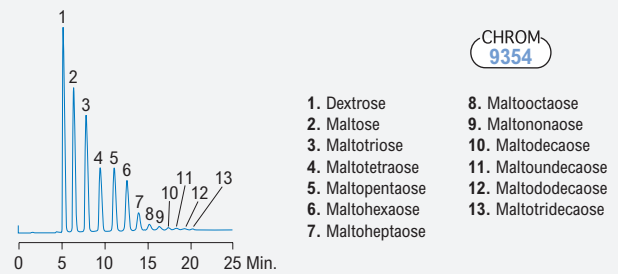 1
2
3
4 5
6
7
8 9
10
11
12
13
0 5 10 15 20 25 Min.
CHROM
9354
1. Dextrose
2. Maltose
3. Maltotriose
4. Maltotetraose
5. Maltopentaose
6. Maltohexaose
7. Maltoheptaose
8. Maltooctaose
9. Maltononaose
10. Maltodecaose
11. Maltoundecaose
12. Maltododecaose
13. Maltotridecaose